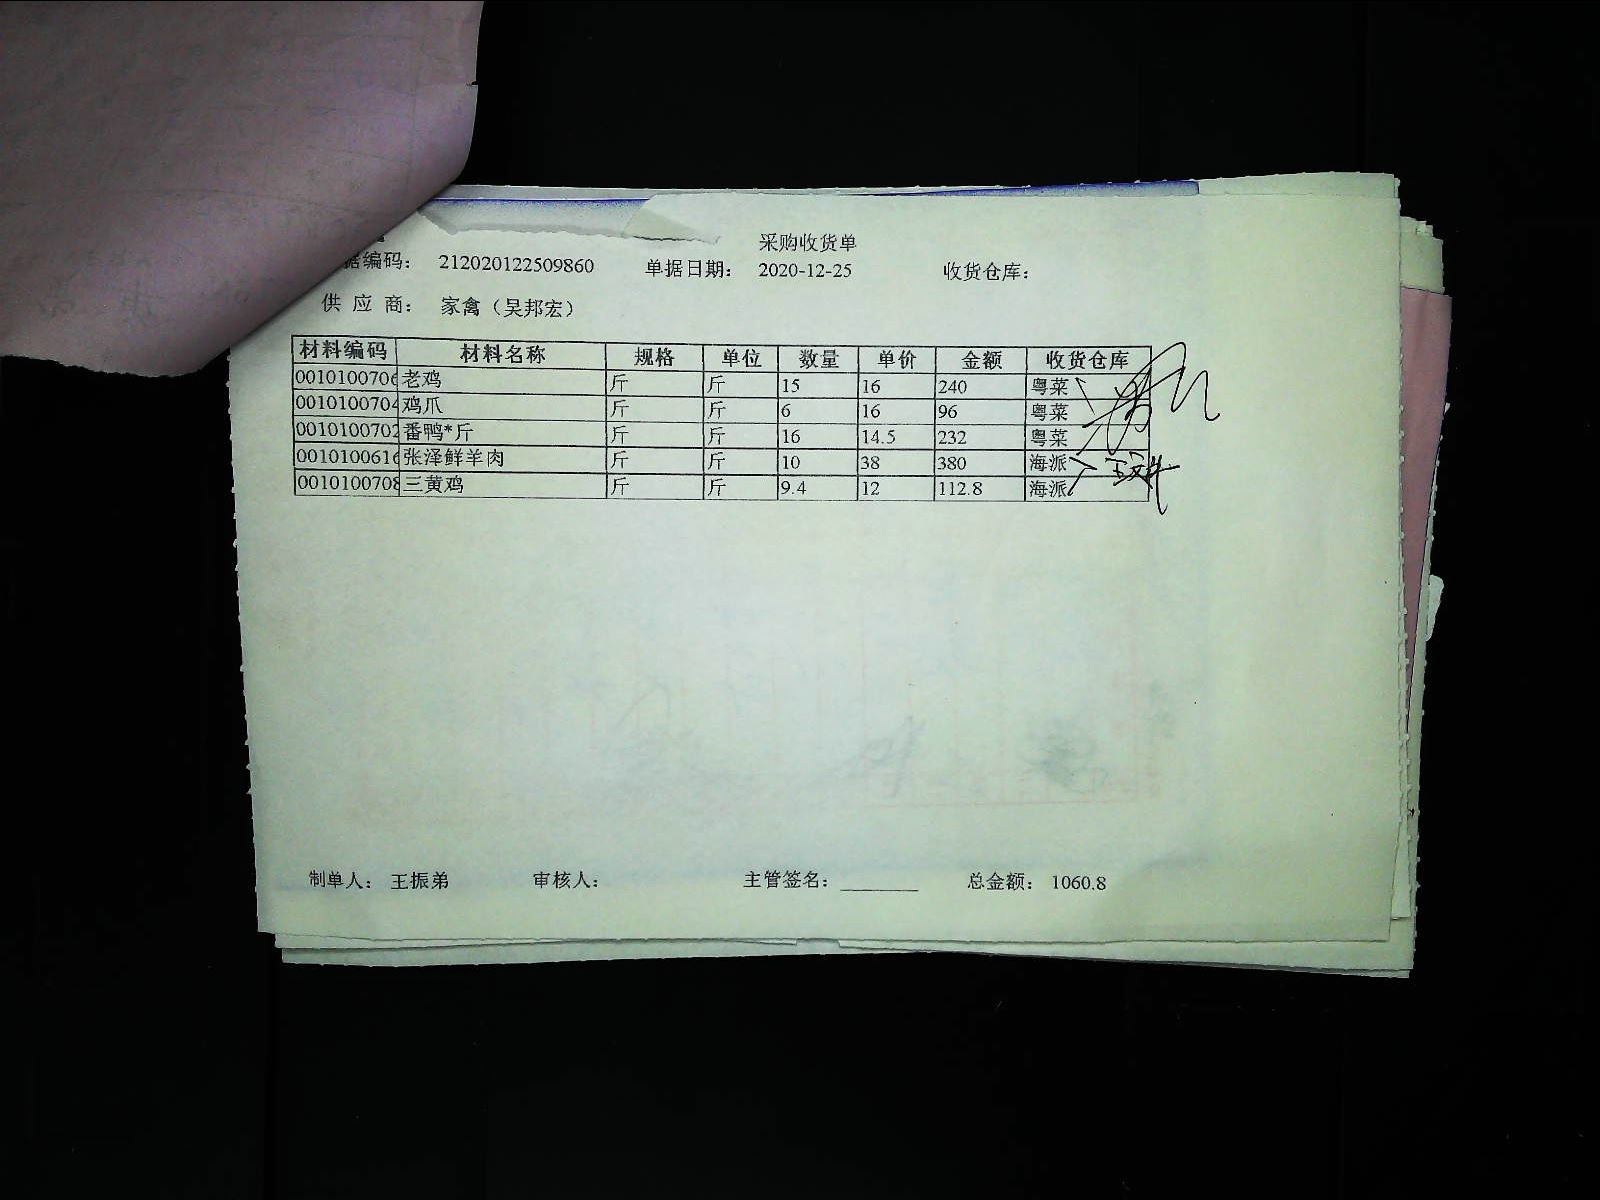 采购收货单
据编码： 212020122509860 单据日期： 2020-12-25 收货仓库：
供 应 商： 家禽（吴邦宏）
材料编码 材料名称 规格 单位 数量 单价 金额 收货仓库
0010100706 老鸡 斤 斤 15 16 240 粤菜
0010100704 鸡爪 斤 斤 6 16 96 粤菜
0010100702 番鸭*斤 斤 斤 16 14.5 232 粤菜
0010100616 张泽鲜羊肉 斤 斤 10 38 380 海派
0010100708 三黄鸡 斤 斤 9.4 12 112.8 海派
制单人： 王振弟 审核人： 主管签名： 总金额： 1060.8